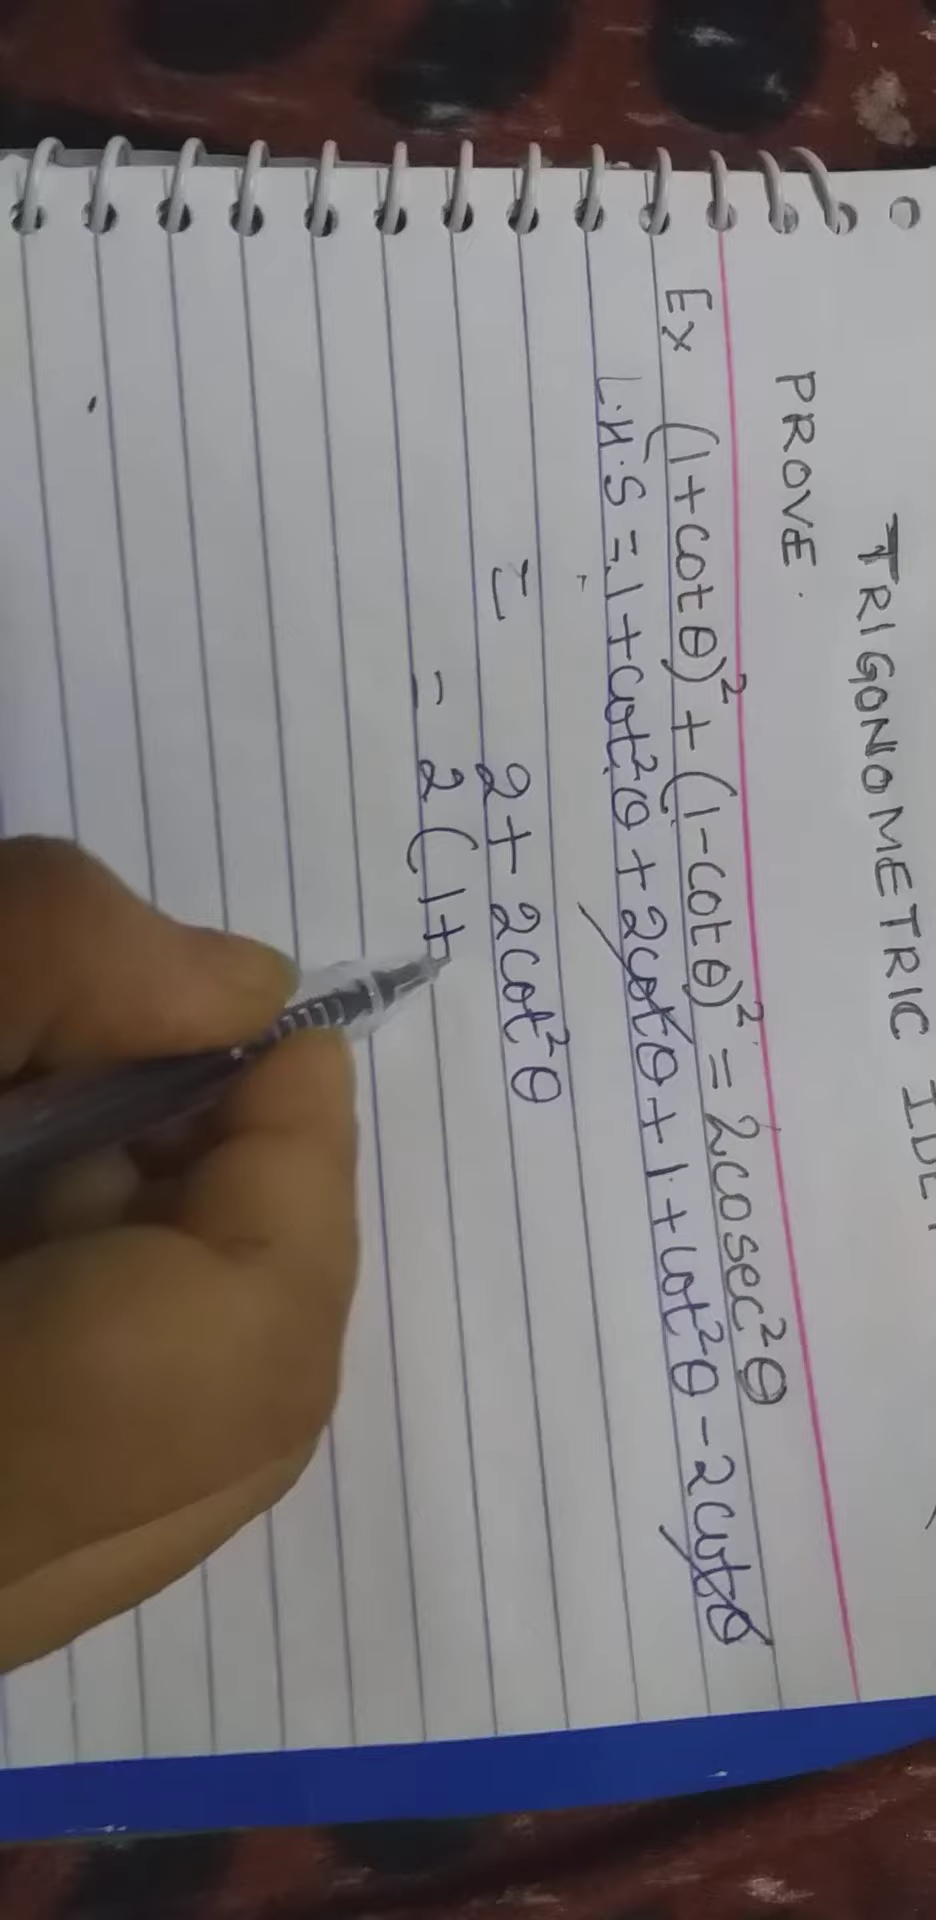 TRIGONOMETRIC
PROVE.
Ex (1+cotθ)² + (1-cotθ)² = 2cosec²θ
L.H.S = 1+cot²θ + 2cotθ + 1 + cot²θ - 2cotθ
= 2 + 2cot²θ
= 2(1+